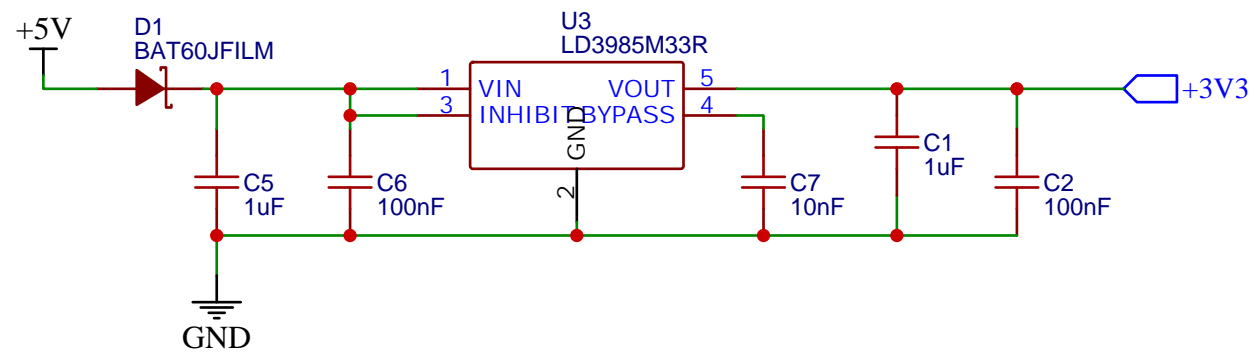 +5V
D1
BAT60JFILM
U3
LD3985M33R
1
VIN
VOUT
5
3
INHIBIT
BYPASS
4
GND
2
+3V3
C5
1uF
C6
100nF
C7
10nF
C1
1uF
C2
100nF
GND